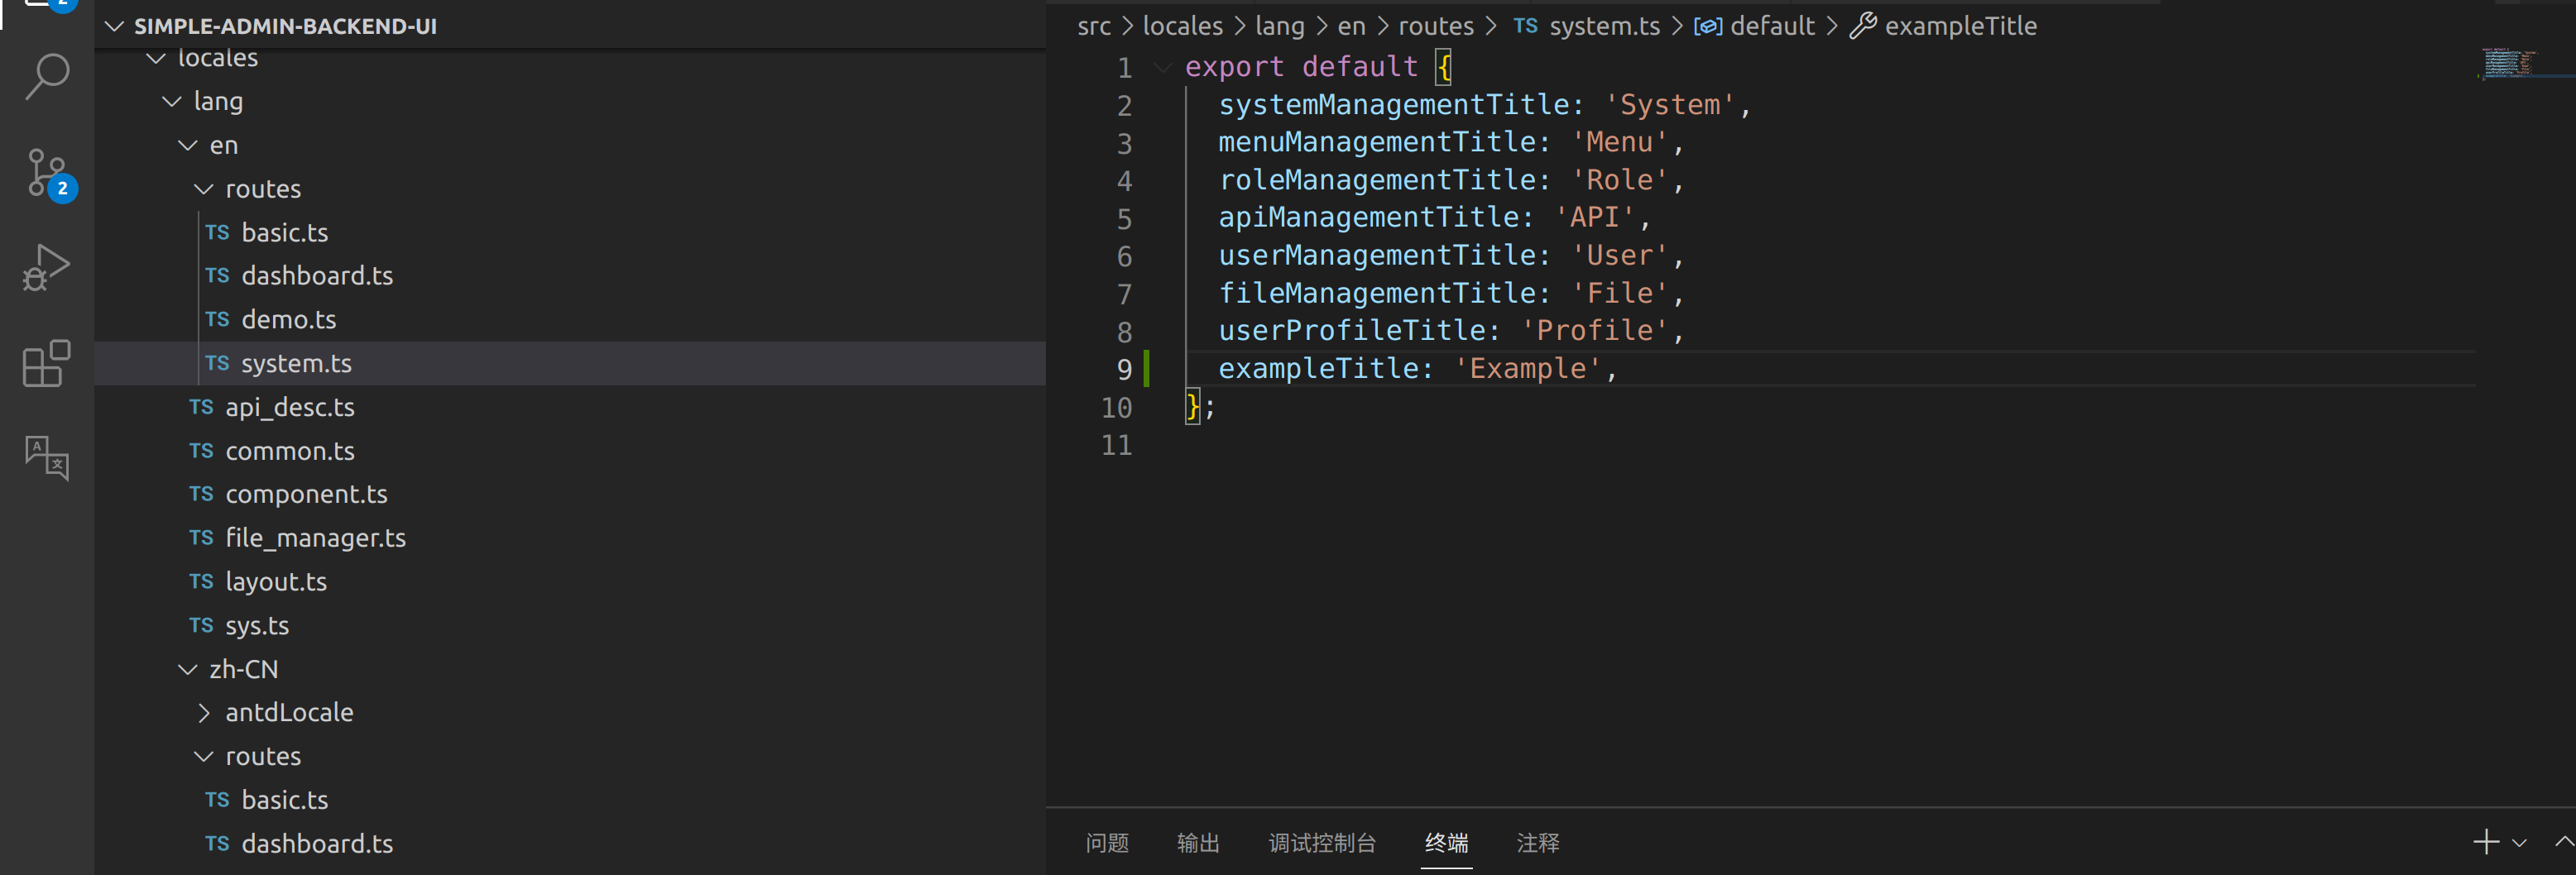 2
SIMPLE-ADMIN-BACKEND-UI
locales
lang
en
routes
TS basic.ts
TS dashboard.ts
TS demo.ts
TS system.ts
TS api_desc.ts
TS common.ts
TS component.ts
TS file_manager.ts
TS layout.ts
TS sys.ts
zh-CN
antdLocale
routes
TS basic.ts
TS dashboard.ts
2
A 文
src > locales > lang > en > routes > TS system.ts > default > exampleTitle
1 export default {
2 systemManagementTitle: 'System',
3 menuManagementTitle: 'Menu',
4 roleManagementTitle: 'Role',
5 apiManagementTitle: 'API',
6 userManagementTitle: 'User',
7 fileManagementTitle: 'File',
8 userProfileTitle: 'Profile',
9 exampleTitle: 'Example',
10 };
11
问题 输出 调试控制台 终端 注释